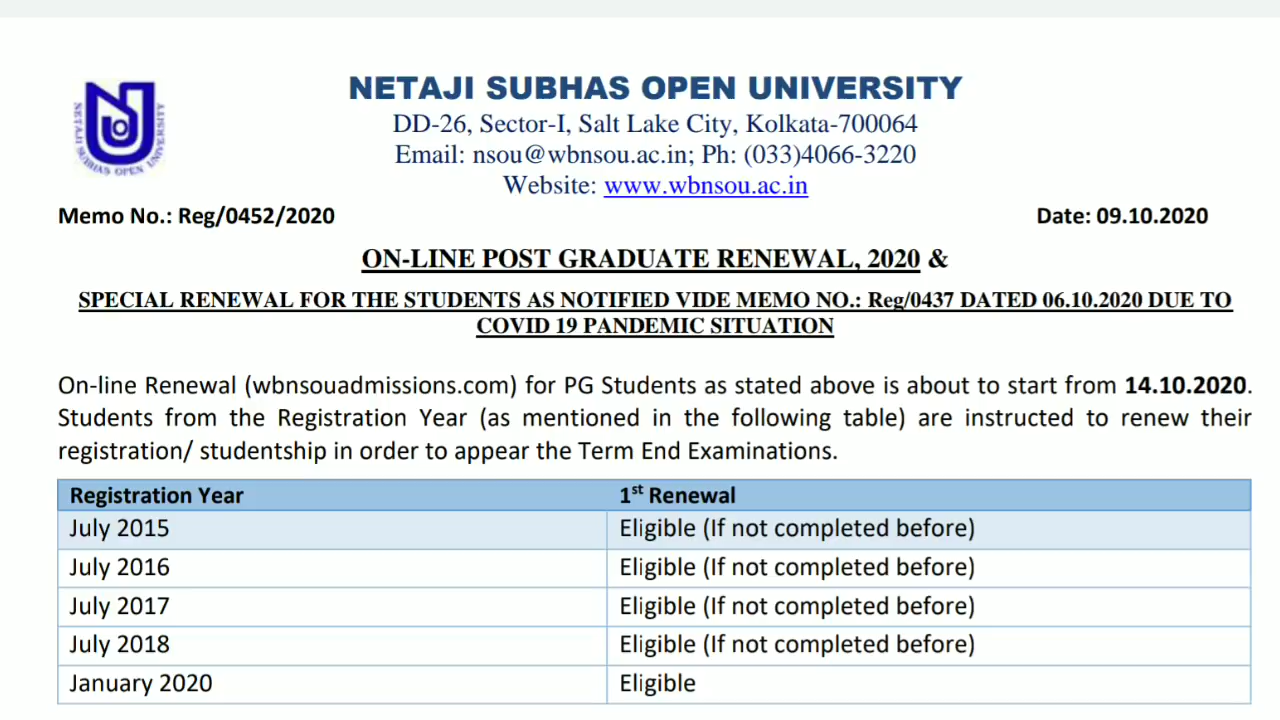 NETAJI SUBHAS OPEN UNIVERSITY
NETAJI SUBHAS OPEN UNIVERSITY
DD-26, Sector-I, Salt Lake City, Kolkata-700064
Email: nsou@wbnsou.ac.in; Ph: (033)4066-3220
Website: www.wbnsou.ac.in
Memo No.: Reg/0452/2020 Date: 09.10.2020
ON-LINE POST GRADUATE RENEWAL, 2020 &
SPECIAL RENEWAL FOR THE STUDENTS AS NOTIFIED VIDE MEMO NO.: Reg/0437 DATED 06.10.2020 DUE TO
COVID 19 PANDEMIC SITUATION
On-line Renewal (wbnsouadmissions.com) for PG Students as stated above is about to start from 14.10.2020.
Students from the Registration Year (as mentioned in the following table) are instructed to renew their
registration/ studentship in order to appear the Term End Examinations.
Registration Year 1st Renewal
July 2015 Eligible (If not completed before)
July 2016 Eligible (If not completed before)
July 2017 Eligible (If not completed before)
July 2018 Eligible (If not completed before)
January 2020 Eligible